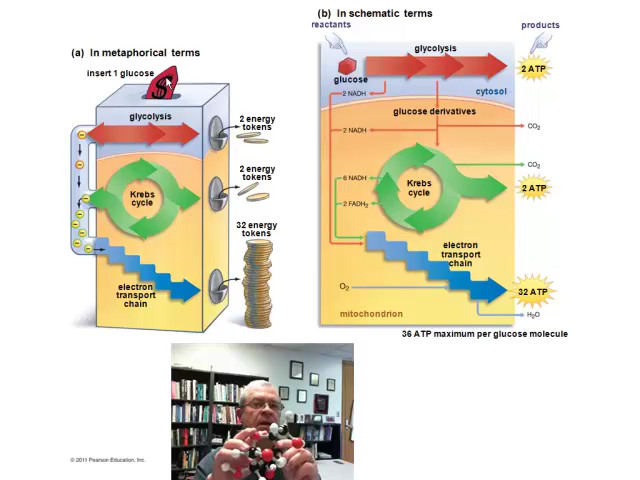 (b) In schematic terms
reactants
products
(a) In metaphorical terms
insert 1 glucose
$
glycolysis
2 energy
tokens
Krebs
cycle
2 energy
tokens
32 energy
tokens
electron
transport
chain
glycolysis
glucose
2 ATP
cytosol
2 NADH
glucose derivatives
CO2
2 NADH
CO2
6 NADH
Krebs
cycle
2 ATP
2 FADH2
electron
transport
chain
O2
32 ATP
mitochondrion
H2O
36 ATP maximum per glucose molecule
© 2011 Pearson Education, Inc.